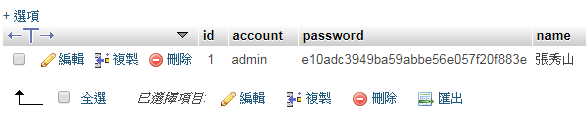 + 選項
id account password name
編輯 複製 刪除 1 admin e10adc3949ba59abbe56e057f20f883e 張秀山
全選 已選擇項目: 編輯 複製 刪除 匯出